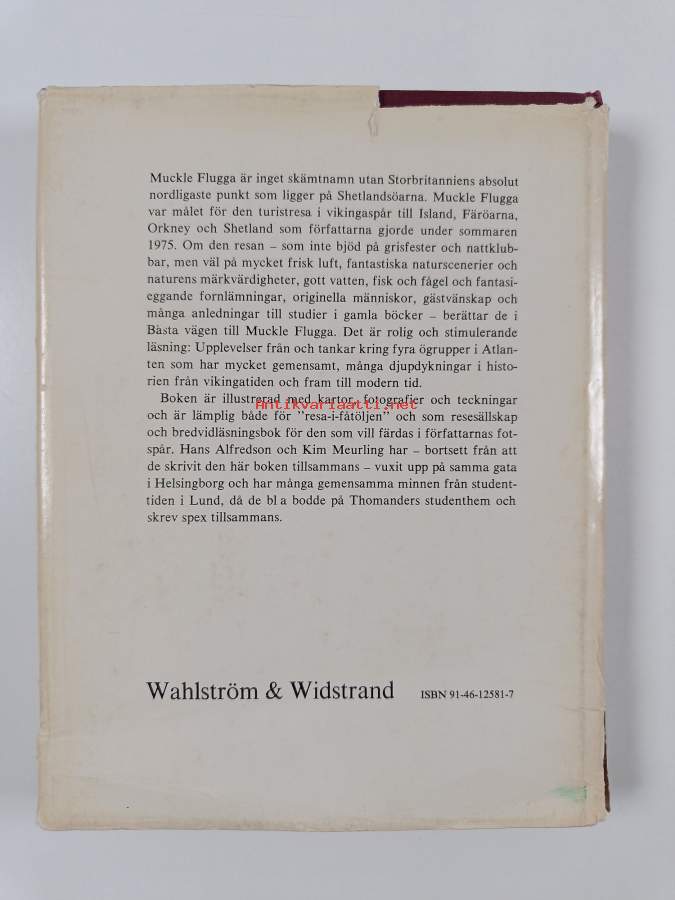 Muckle Flugga är inget skämtnamn utan Storbritanniens absolut
nordligaste punkt som ligger på Shetlandsöarna. Muckle Flugga
var målet för den turistresa i vikingaspår till Island, Färöarna,
Orkney och Shetland som författarna gjorde under sommaren
1975. Om den resan – som inte bjöd på grisfester och nattklub-
bar, men väl på mycket frisk luft, fantastiska naturscenerier och
naturens märkvärdigheter, gott vatten, fisk och fågel och fantasi-
eggande fornlämningar, originella människor, gästvänskap och
många anledningar till studier i gamla böcker – berättar de i
Bästa vägen till Muckle Flugga. Det är rolig och stimulerande
läsning: Upplevelser från och tankar kring fyra ögrupper i Atlan-
ten som har mycket gemensamt, många djupdykningar i histo-
rien från vikingatiden och fram till modern tid.
Boken är illustrerad med kartor, fotografier och teckningar
Antikvariaatti.net
och är lämplig både för "resa-i-fåtöljen" och som resesällskap
och bredvidläsningsbok för den som vill färdas i författarnas fot-
spår. Hans Alfredson och Kim Meurling har – bortsett från att
de skrivit den här boken tillsammans – vuxit upp på samma gata
i Helsingborg och har många gemensamma minnen från student-
tiden i Lund, då de bl a bodde på Thomanders studenthem och
skrev spex tillsammans.
Wahlström & Widstrand ISBN 91-46-12581-7